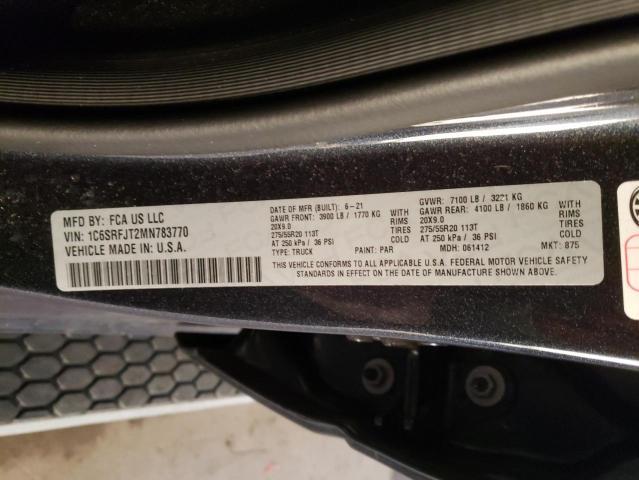 MFD BY: FCA US LLC
VIN: 1C6SRFJT2MN783770
VEHICLE MADE IN U.S.A.
DATE OF MFR (BUILT) 6-21
GAWR FRONT: 3900 LB / 1770 KG
20X9.0
275/55R20 113T
AT 250 kPa / 36 PSI
TYPE: TRUCK
PAINT: PAR
WITH
RIMS
TIRES
COLD
GVWR: 7100 LB / 3221 KG
GAWR REAR: 4100 LB / 1860 KG
20X9.0
275/55R20 113T
AT 250 kPa / 36 PSI
MDH: 061412
WITH
RIMS
TIRES
COLD
MKT: 875
THIS VEHICLE CONFORMS TO ALL APPLICABLE U.S.A. FEDERAL MOTOR VEHICLE SAFETY
STANDARDS IN EFFECT ON THE DATE OF MANUFACTURE SHOWN ABOVE.